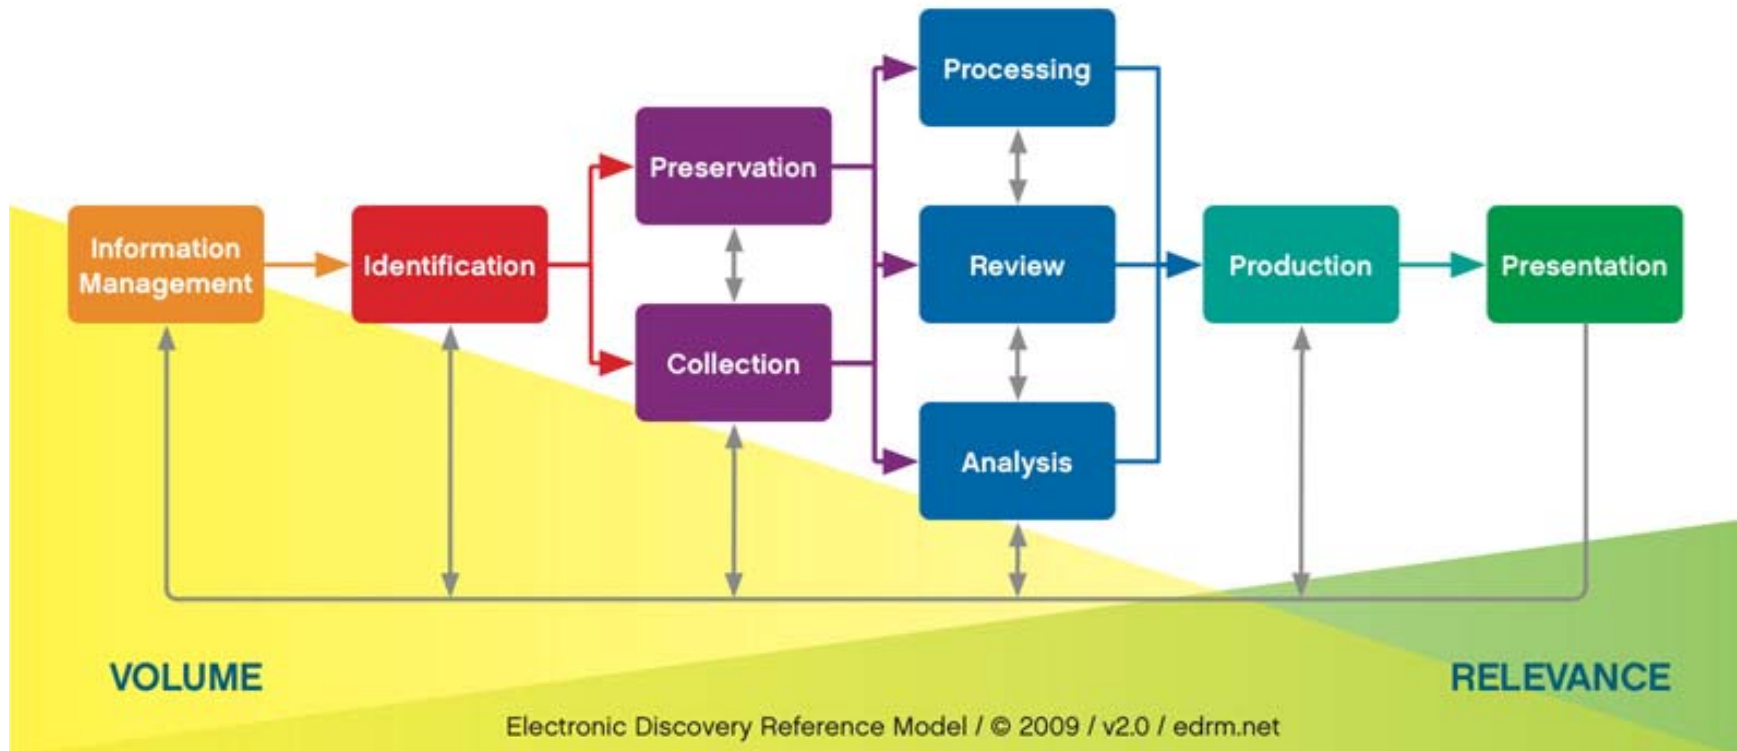 Processing
Preservation
Information
Management
Identification
Review
Production
Presentation
Collection
Analysis
VOLUME
RELEVANCE
Electronic Discovery Reference Model / © 2009 / v2.0 / edrm.net